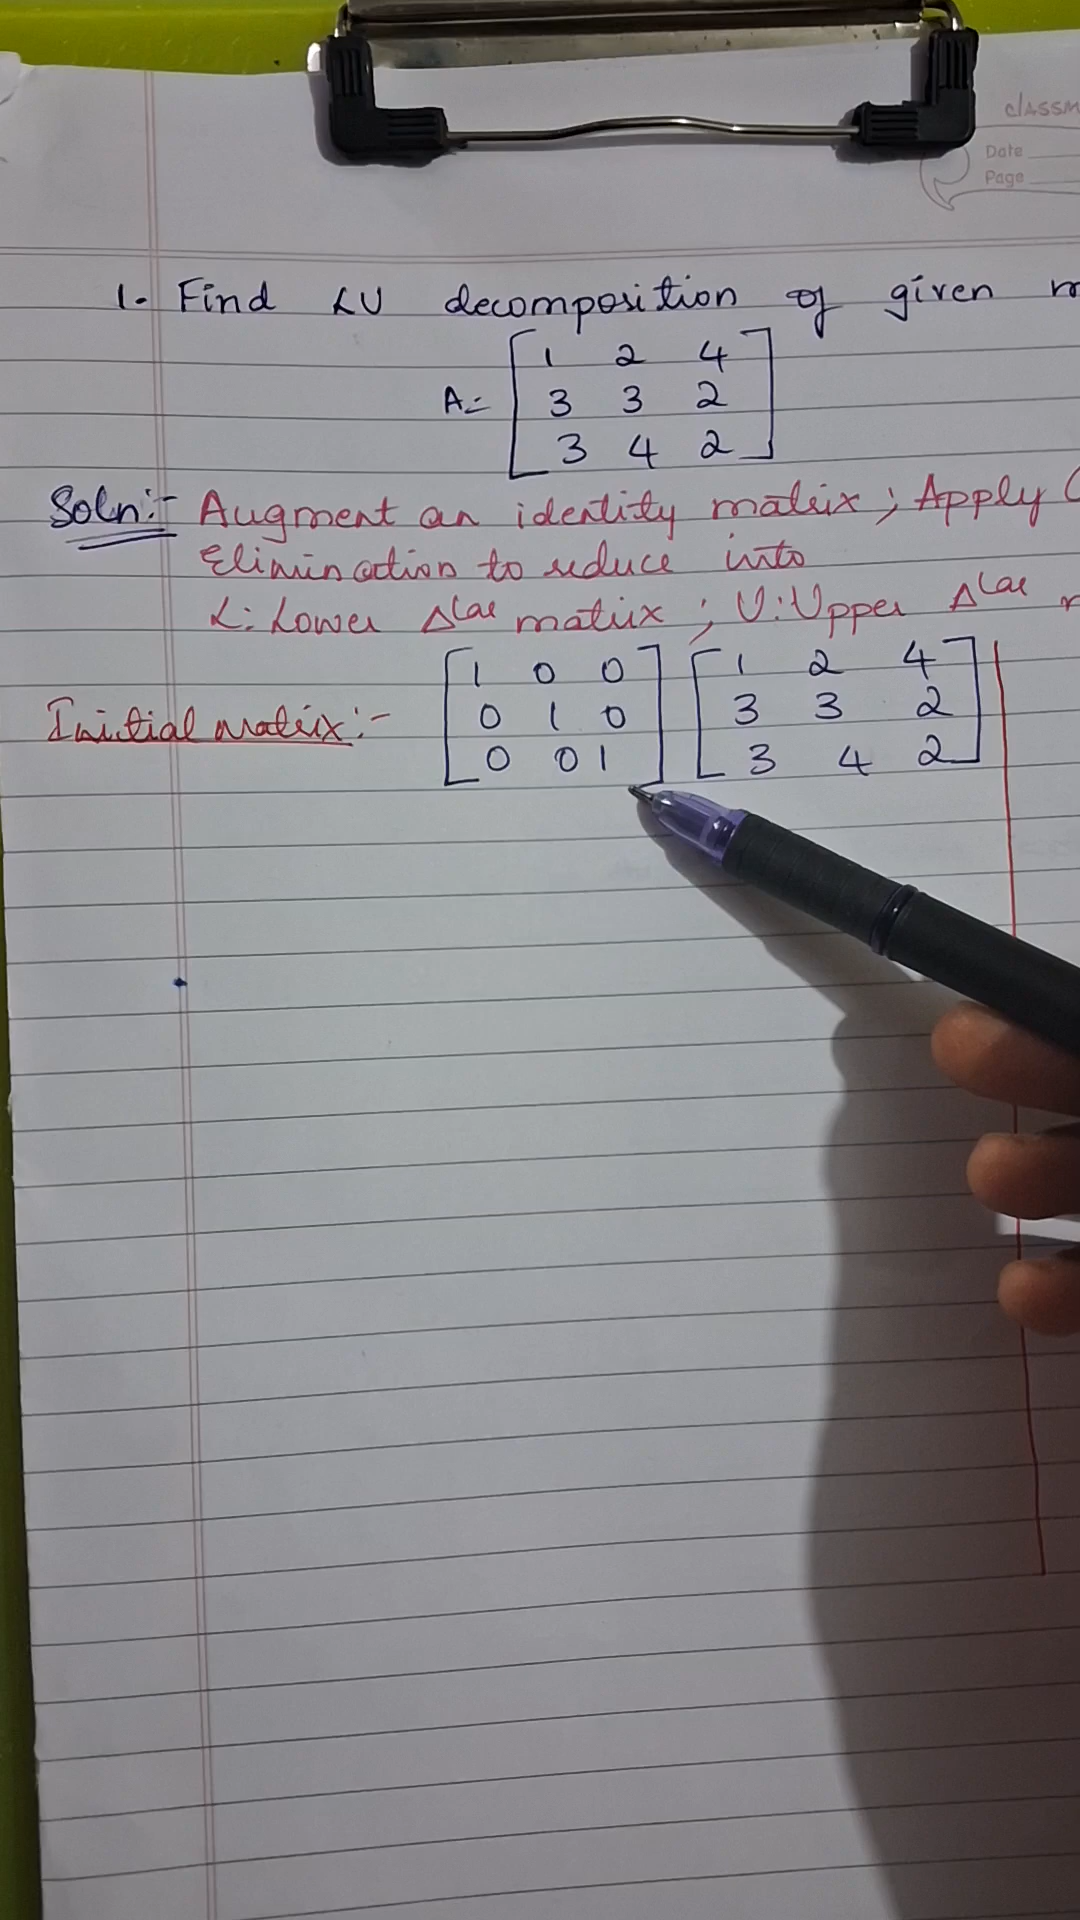 classm
Date
Page
1. Find LU decomposition of given
A= [ 1 2 4
3 3 2
3 4 2 ]
Soln:- Augment an identity matrix ; Apply
Elimination to reduce into
L: Lower Δlar matrix ; U: Upper Δlar
Initial matrix:- [ 1 0 0 ] [ 1 2 4 ]
[ 0 1 0 ] [ 3 3 2 ]
[ 0 0 1 ] [ 3 4 2 ]